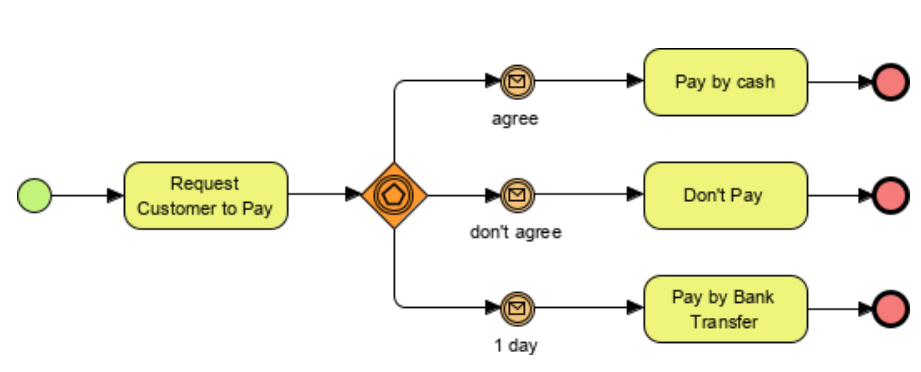 agree
Pay by cash
Request
Customer to Pay
don't agree
Don't Pay
1 day
Pay by Bank
Transfer